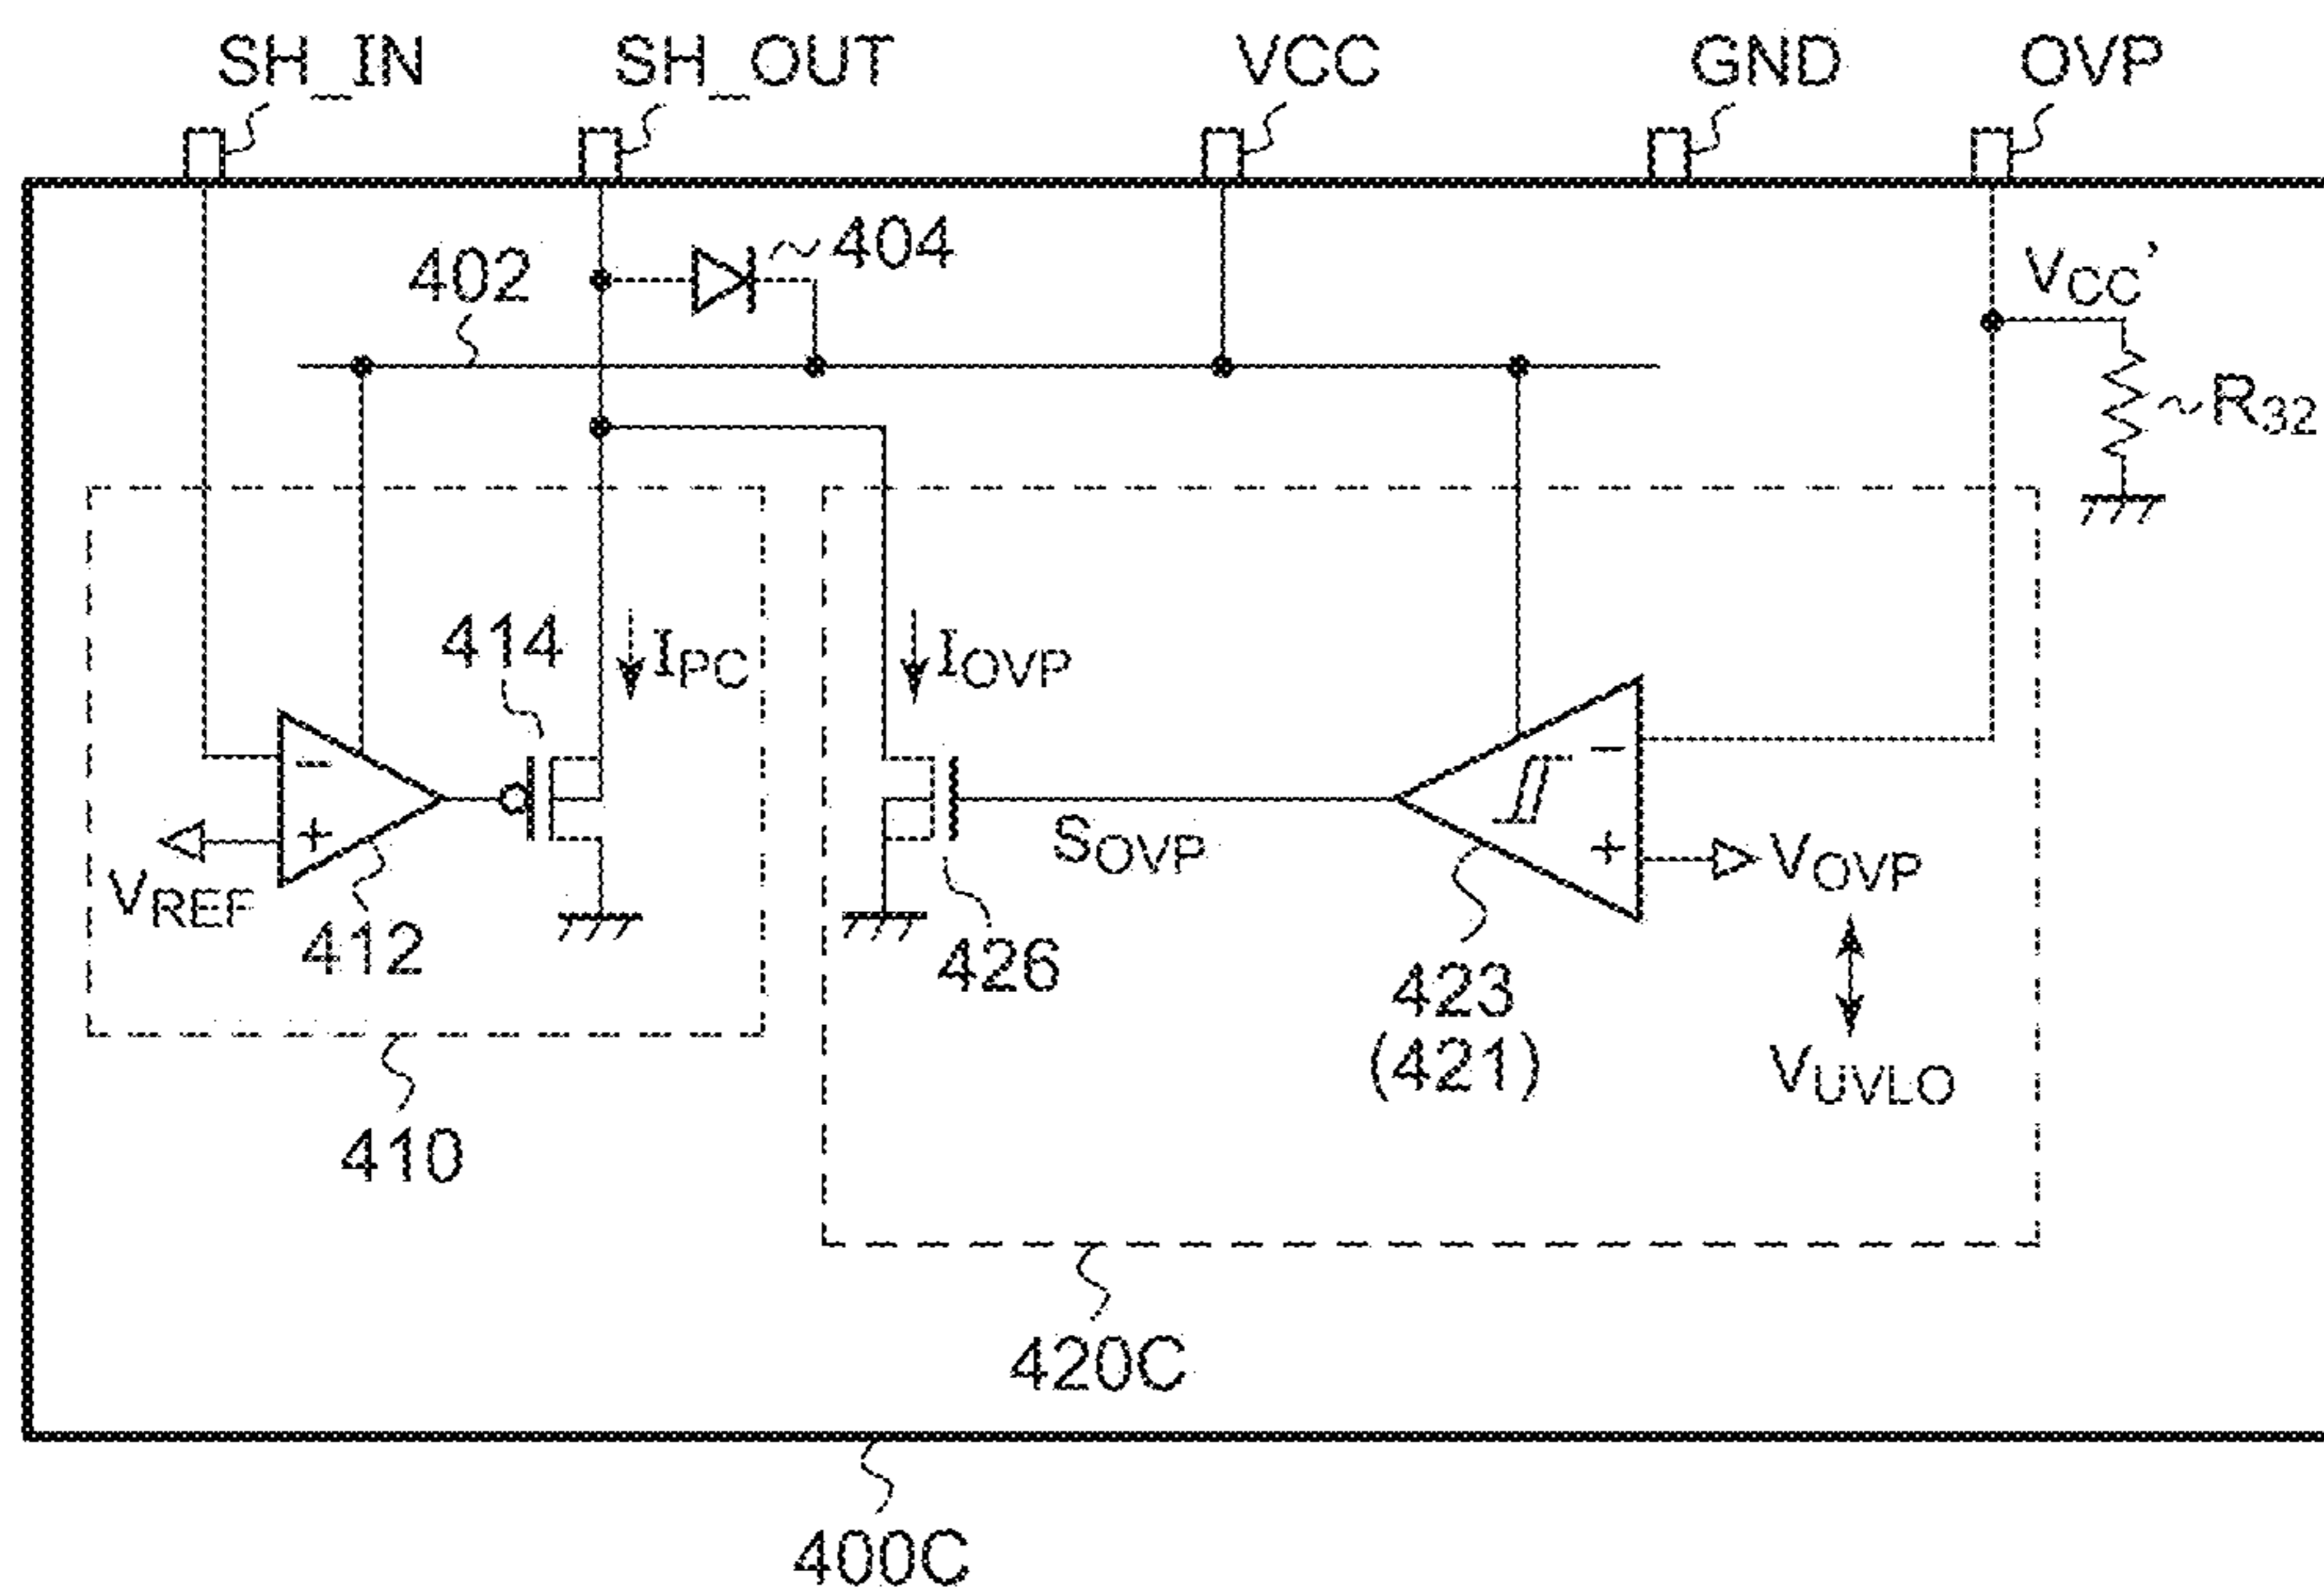 SH_IN SH_OUT VCC GND OVP
404
402
VCC'
R32
414
IPC
IOVP
-
+
VREF
412
SOVP
426
-
+
VOVP
423
(421)
VUVLO
410
420C
400C